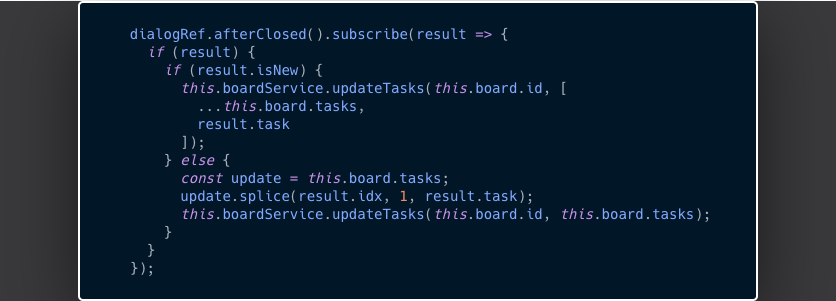 dialogRef.afterClosed().subscribe(result => {
if (result) {
if (result.isNew) {
this.boardService.updateTasks(this.board.id, [
...this.board.tasks,
result.task
]);
} else {
const update = this.board.tasks;
update.splice(result.idx, 1, result.task);
this.boardService.updateTasks(this.board.id, this.board.tasks);
}
}
});